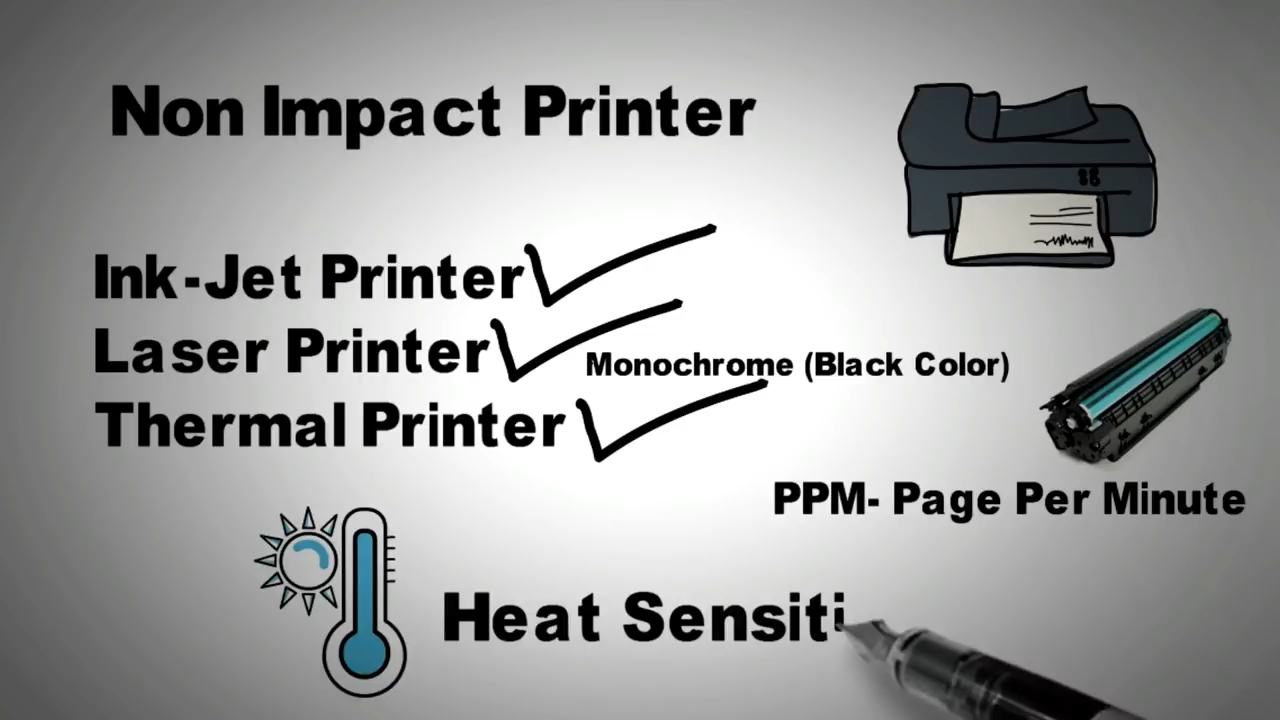 Non Impact Printer
Ink-Jet Printer
Laser Printer
Monochrome (Black Color)
Thermal Printer
PPM- Page Per Minute
Heat Sensiti